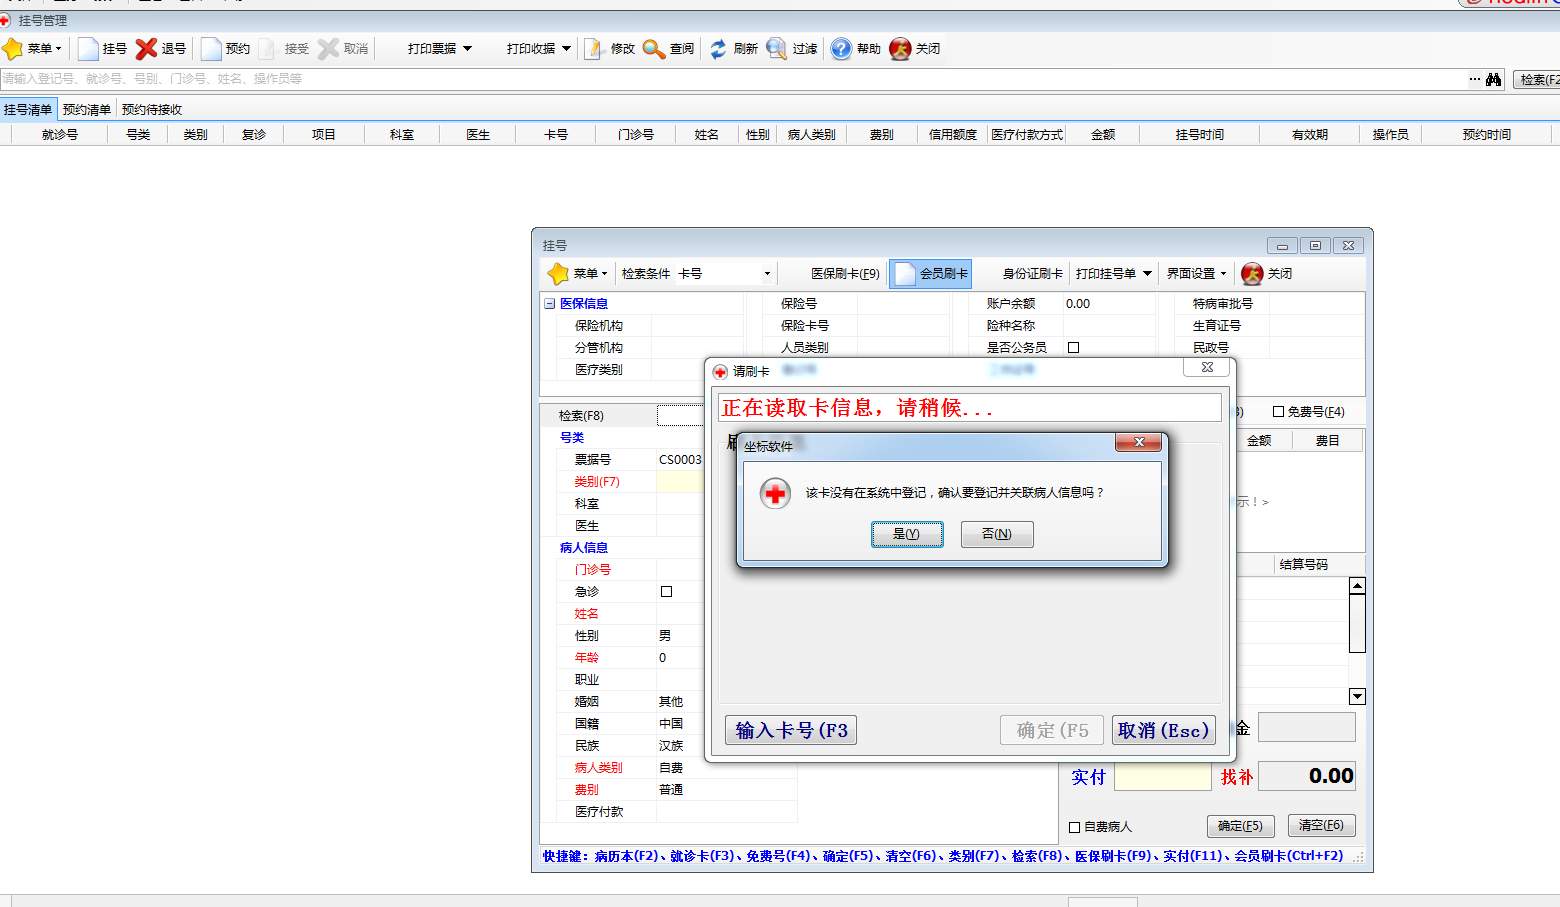 挂号管理
菜单 挂号 退号 预约 接受 取消 打印票据 打印收据 修改 查阅 刷新 过滤 帮助 关闭
请输入登记号、就诊号、号别、门诊号、姓名、操作员等 ... 检索(F2
挂号清单 预约清单 预约待接收
就诊号 号类 类别 复诊 项目 科室 医生 卡号 门诊号 姓名 性别 病人类别 费别 信用额度 医疗付款方式 金额 挂号时间 有效期 操作员 预约时间
挂号
菜单 检索条件 卡号 医保刷卡(F9) 会员刷卡 身份证刷卡 打印挂号单 界面设置 关闭
医保信息 保险号 账户余额 0.00 特病审批号
保险机构 保险卡号 险种名称 生育证号
分管机构 人员类别 是否公务员 民政号
医疗类别
请刷卡
正在读取卡信息，请稍候...
检索(F8) 免费号(F4)
号类 金额 费目
坐标软件
票据号 CS0003
类别(F7)
该卡没有在系统中登记，确认要登记并关联病人信息吗？
示！>
科室
医生
是(Y) 否(N)
病人信息
门诊号 结算号码
急诊
姓名
性别 男
年龄 0
职业
婚姻 其他
国籍 中国
输入卡号(F3 确定(F5 取消(Esc) 金
民族 汉族
病人类别 自费
实付 找补 0.00
费别 普通
医疗付款
自费病人 确定(F5) 清空(F6)
快捷键：病历本(F2)、就诊卡(F3)、免费号(F4)、确定(F5)、清空(F6)、类别(F7)、检索(F8)、医保刷卡(F9)、实付(F11)、会员刷卡(Ctrl+F2)